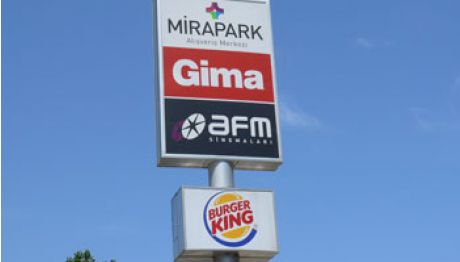 MİRAPARK
Alışveriş Merkezi
Gima
afm
SİNEMALARI
BURGER
KING